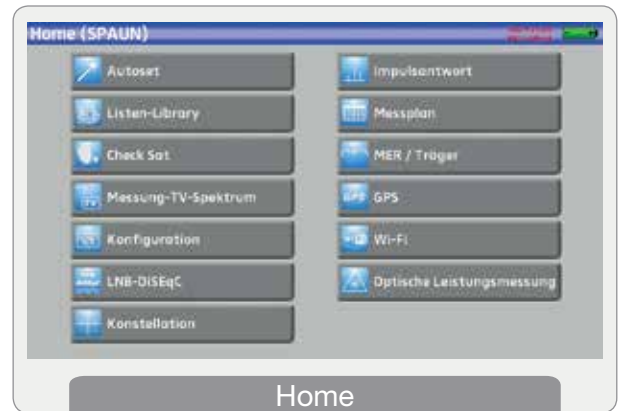 Home (SPAUN)
Autoset
Listen-Library
Check Sat
Messung-TV-Spektrum
Konfiguration
LNB-DiSEqC
Konstellation
Impulsantwort
Messplan
MER / Träger
GPS
Wi-Fi
Optische Leistungsmessung
Home